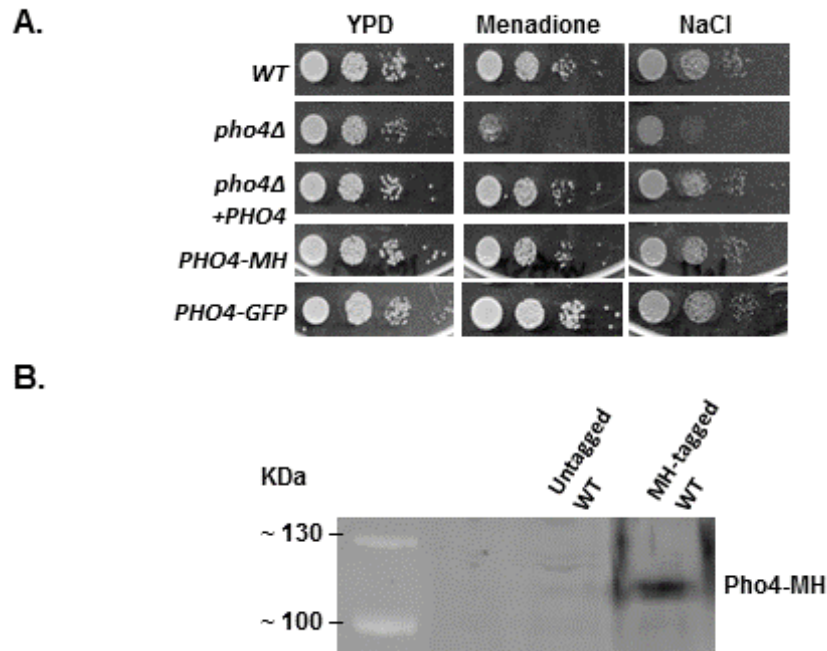 A.
YPD Menadione NaCl
WT
pho4Δ
pho4Δ
+PHO4
PHO4-MH
PHO4-GFP
B.
KDa
Untagged
WT
MH-tagged
WT
~ 130 –
Pho4-MH
~ 100 –